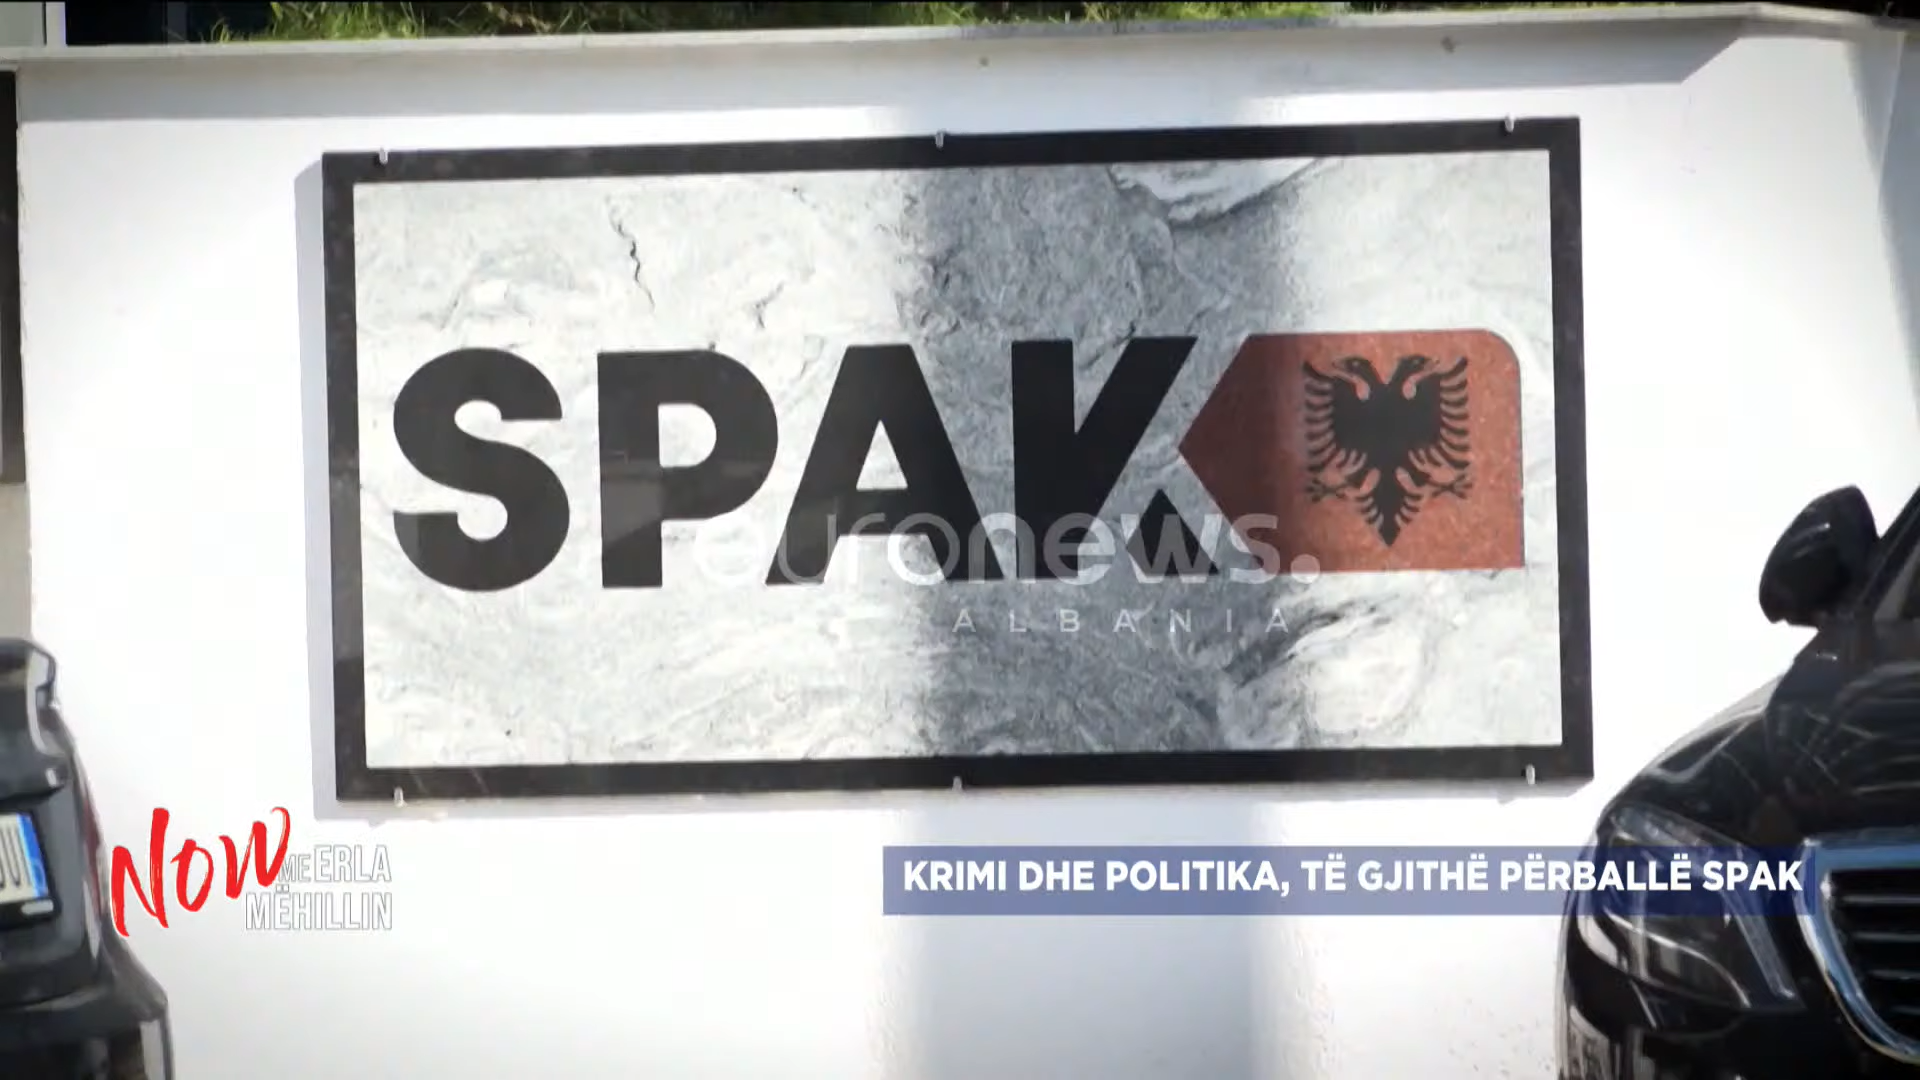 SPAK
euronews.
ALBANIA
Now
ME ERLA
MËHILLIN
KRIMI DHE POLITIKA, TË GJITHË PËRBALLË SPAK